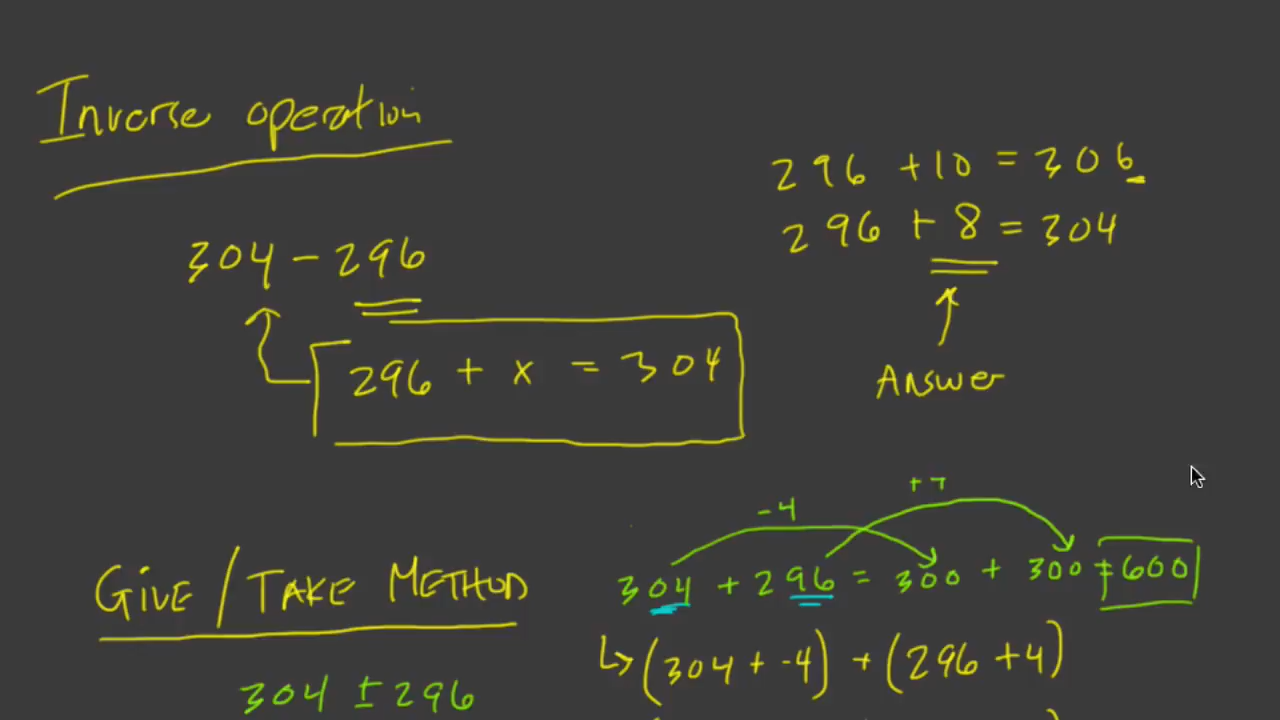 Inverse operation
296 + 10 = 306
296 + 8 = 304
304 - 296
296 + x = 304
Answer
-4
+7
GIVE / TAKE METHOD
304 + 296 = 300 + 300 = 600
(304 + -4) + (296 + 4)
304 ± 296